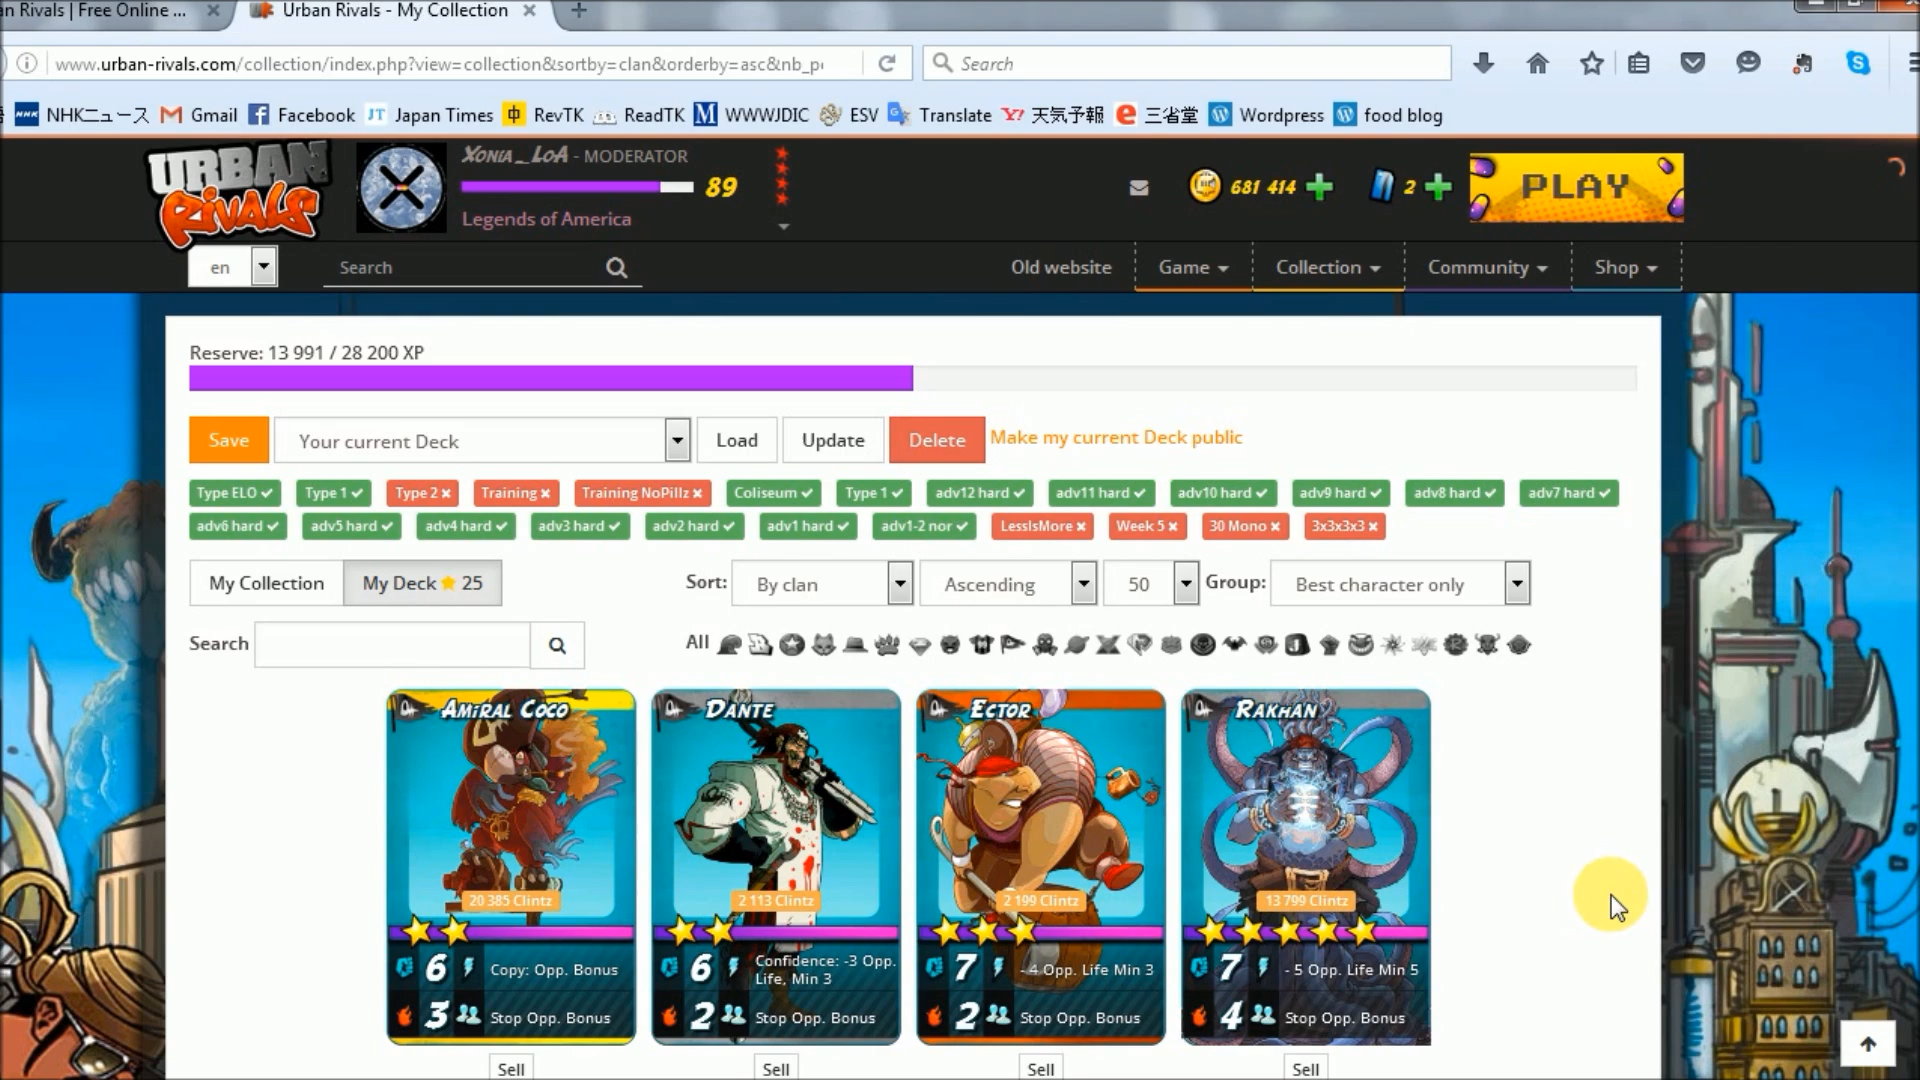 an Rivals | Free Online ...
Urban Rivals - My Collection
www.urban-rivals.com/collection/index.php?view=collection&sortby=clan&orderby=asc&nb_p
Search
NHKニュース Gmail Facebook JT Japan Times 中 RevTK ReadTK M WWWJDIC ESV Translate 天気予報 三省堂 Wordpress food blog
URBAN RIVALS
Xonia_LoA - MODERATOR
89
Legends of America
681 414
2
PLAY
en
Search
Old website
Game
Collection
Community
Shop
Reserve: 13 991 / 28 200 XP
Save
Your current Deck
Load
Update
Delete
Make my current Deck public
Type ELO Type 1 Type 2 Training Training NoPillz Coliseum Type 1 adv12 hard adv11 hard adv10 hard adv9 hard adv8 hard adv7 hard
adv6 hard adv5 hard adv4 hard adv3 hard adv2 hard adv1 hard adv1-2 nor LessIsMore Week 5 30 Mono 3x3x3x3
My Collection
My Deck 25
Sort: By clan Ascending 50 Group: Best character only
Search
All
Amiral Coco
20 385 Clintz
6 Copy: Opp. Bonus
3 Stop Opp. Bonus
Sell
Dante
2 113 Clintz
6 Confidence: -3 Opp.
Life, Min 3
2 Stop Opp. Bonus
Sell
Ector
2 199 Clintz
7 - 4 Opp. Life Min 3
2 Stop Opp. Bonus
Sell
Rakhan
13 799 Clintz
7 - 5 Opp. Life Min 5
4 Stop Opp. Bonus
Sell